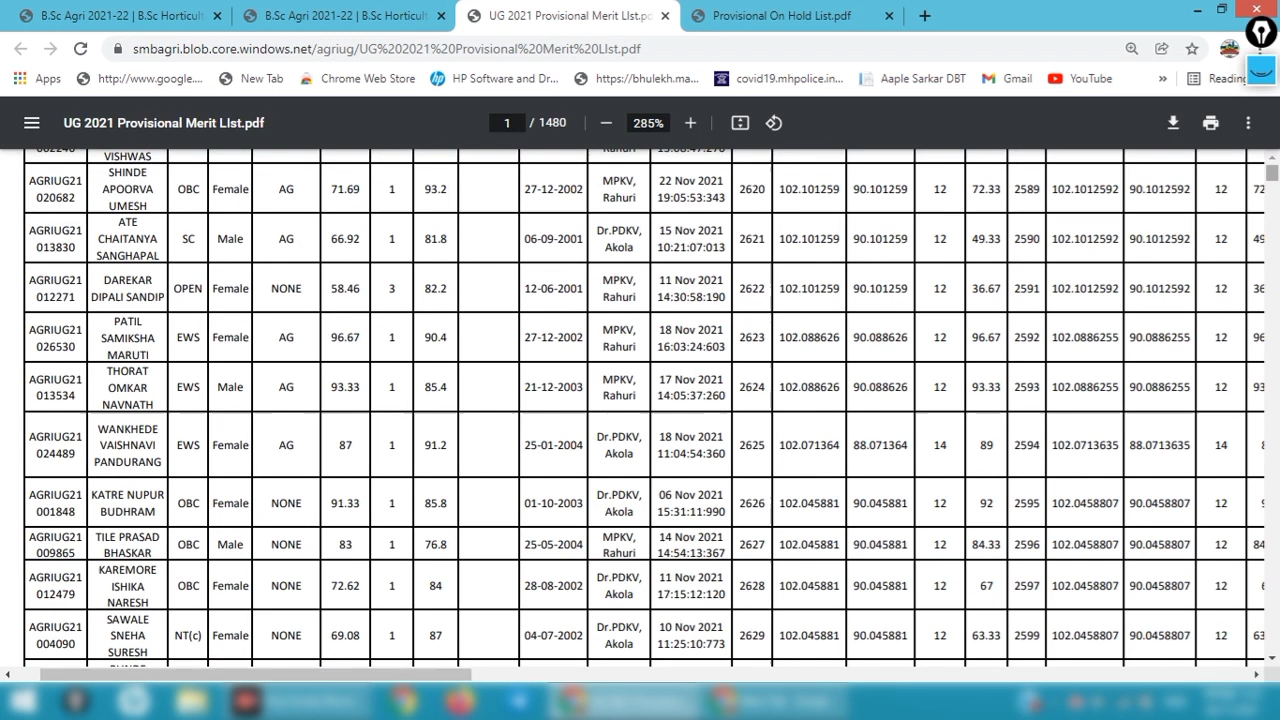 B.Sc Agri 2021-22 | B.Sc Horticult
B.Sc Agri 2021-22 | B.Sc Horticult
UG 2021 Provisional Merit LIst.pd
Provisional On Hold List.pdf
smbagri.blob.core.windows.net/agriug/UG%202021%20Provisional%20Merit%20LIst.pdf
Apps
http://www.google....
New Tab
Chrome Web Store
HP Software and Dr...
https://bhulekh.ma...
covid19.mhpolice.in...
Aaple Sarkar DBT
Gmail
YouTube
»
Reading
UG 2021 Provisional Merit LIst.pdf
1 / 1480
285%
VISHWAS
AGRIUG21 020682 SHINDE APOORVA UMESH OBC Female AG 71.69 1 93.2 27-12-2002 MPKV, Rahuri 22 Nov 2021 19:05:53:343 2620 102.101259 90.101259 12 72.33 2589 102.1012592 90.1012592 12 72
AGRIUG21 013830 ATE CHAITANYA SANGHAPAL SC Male AG 66.92 1 81.8 06-09-2001 Dr.PDKV, Akola 15 Nov 2021 10:21:07:013 2621 102.101259 90.101259 12 49.33 2590 102.1012592 90.1012592 12 49
AGRIUG21 012271 DAREKAR DIPALI SANDIP OPEN Female NONE 58.46 3 82.2 12-06-2001 MPKV, Rahuri 11 Nov 2021 14:30:58:190 2622 102.101259 90.101259 12 36.67 2591 102.1012592 90.1012592 12 36
AGRIUG21 026530 PATIL SAMIKSHA MARUTI EWS Female AG 96.67 1 90.4 27-12-2002 MPKV, Rahuri 18 Nov 2021 16:03:24:603 2623 102.088626 90.088626 12 96.67 2592 102.0886255 90.0886255 12 96
AGRIUG21 013534 THORAT OMKAR NAVNATH EWS Male AG 93.33 1 85.4 21-12-2003 MPKV, Rahuri 17 Nov 2021 14:05:37:260 2624 102.088626 90.088626 12 93.33 2593 102.0886255 90.0886255 12 93
AGRIUG21 024489 WANKHEDE VAISHNAVI PANDURANG EWS Female AG 87 1 91.2 25-01-2004 Dr.PDKV, Akola 18 Nov 2021 11:04:54:360 2625 102.071364 88.071364 14 89 2594 102.0713635 88.0713635 14
AGRIUG21 001848 KATRE NUPUR BUDHRAM OBC Female NONE 91.33 1 85.8 01-10-2003 Dr.PDKV, Akola 06 Nov 2021 15:31:11:990 2626 102.045881 90.045881 12 92 2595 102.0458807 90.0458807 12
AGRIUG21 009865 TILE PRASAD BHASKAR OBC Male NONE 83 1 76.8 25-05-2004 MPKV, Rahuri 14 Nov 2021 14:54:13:367 2627 102.045881 90.045881 12 84.33 2596 102.0458807 90.0458807 12 84
AGRIUG21 012479 KAREMORE ISHIKA NARESH OBC Female NONE 72.62 1 84 28-08-2002 Dr.PDKV, Akola 11 Nov 2021 17:15:12:120 2628 102.045881 90.045881 12 67 2597 102.0458807 90.0458807 12
AGRIUG21 004090 SAWALE SNEHA SURESH NT(c) Female NONE 69.08 1 87 04-07-2002 Dr.PDKV, Akola 10 Nov 2021 11:25:10:773 2629 102.045881 90.045881 12 63.33 2599 102.0458807 90.0458807 12 63